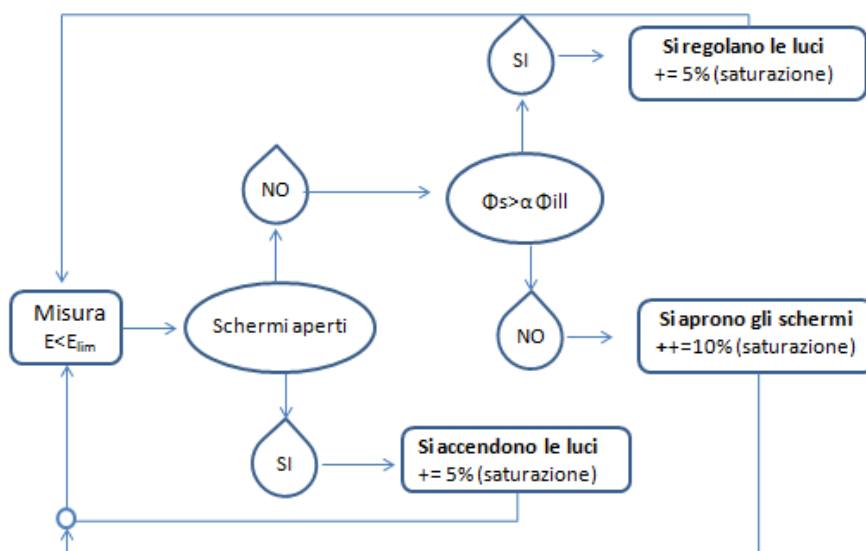 SI
Si regolano le luci
+= 5% (saturazione)
NO
Φs>α Φill
Misura
E<Elim
Schermi aperti
NO
Si aprono gli schermi
++=10% (saturazione)
SI
Si accendono le luci
+= 5% (saturazione)